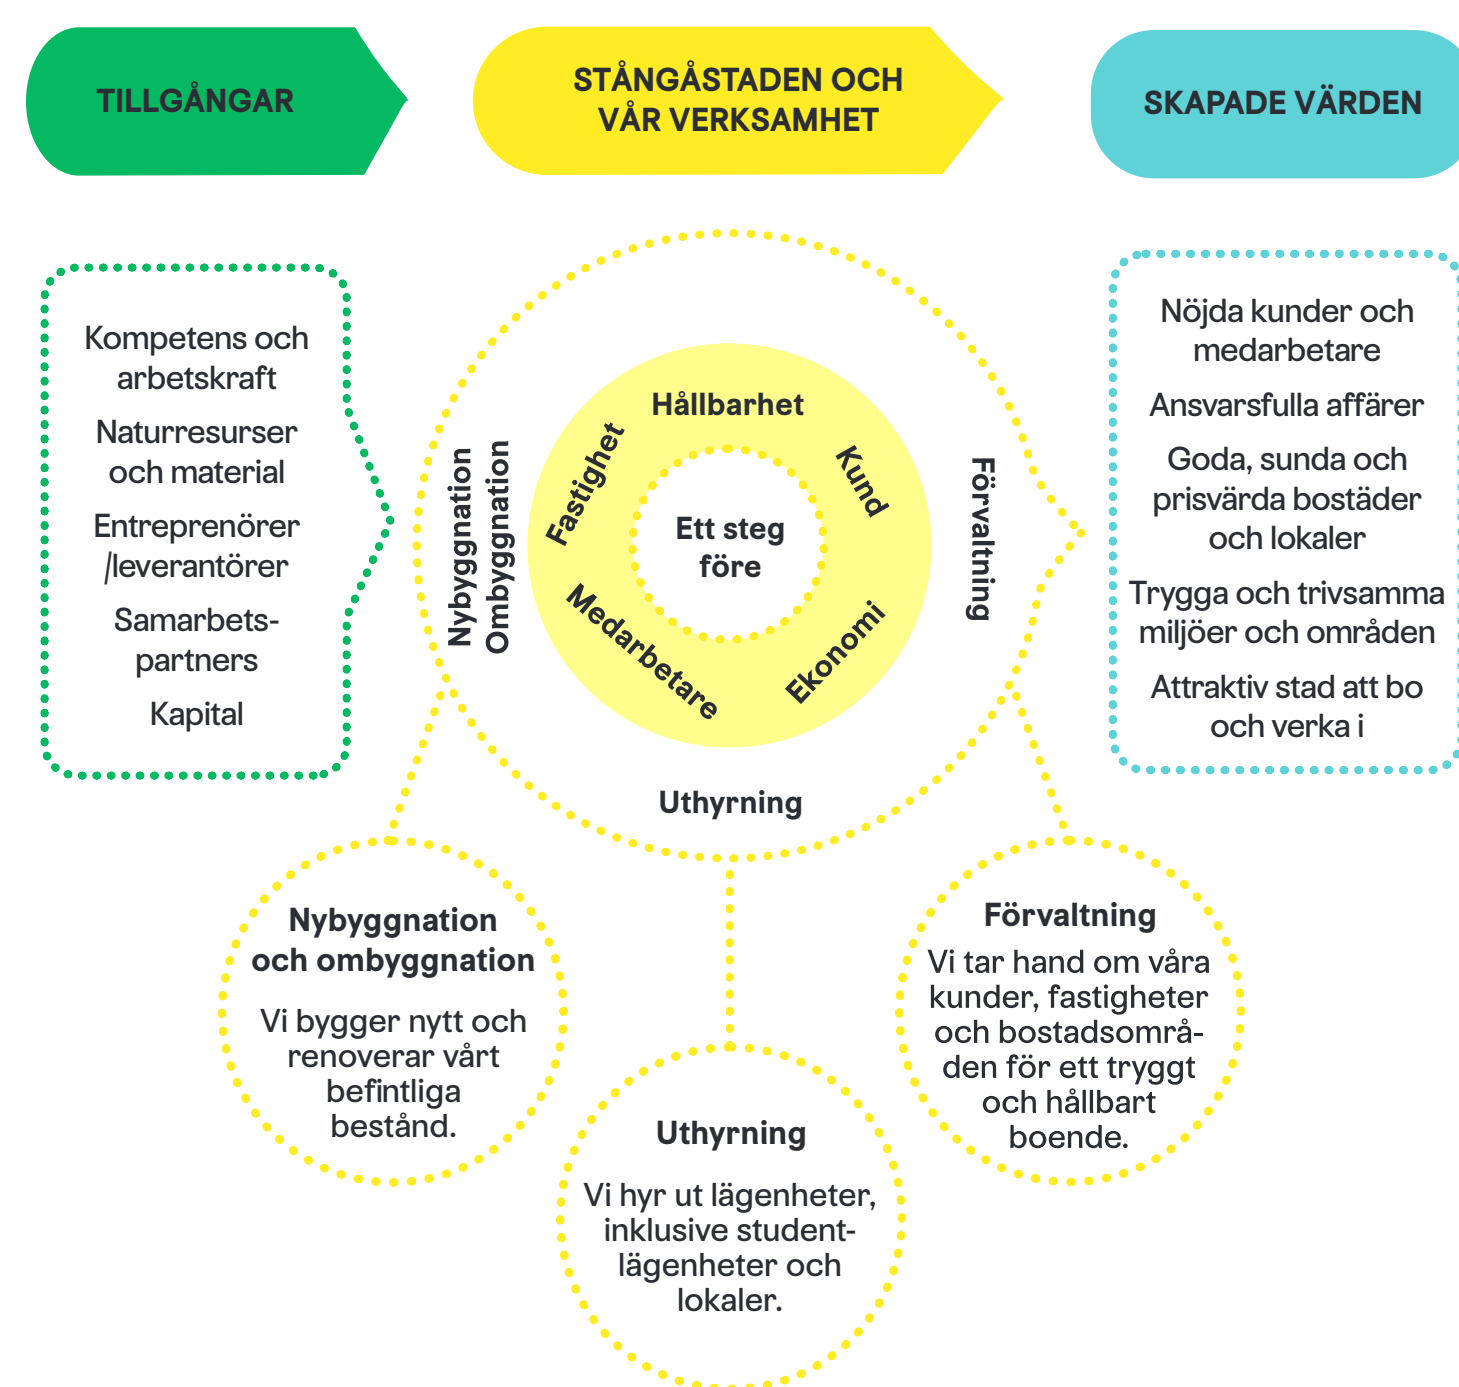 TILLGÅNGAR
STÅNGÅSTADEN OCH
VÅR VERKSAMHET
SKAPADE VÄRDEN
Kompetens och
arbetskraft
Naturresurser
och material
Entreprenörer
/leverantörer
Samarbets-
partners
Kapital
Nybyggnation
Ombyggnation
Fastighet
Hållbarhet
Kund
Ett steg
före
Medarbetare
Ekonomi
Förvaltning
Uthyrning
Nöjda kunder och
medarbetare
Ansvarsfulla affärer
Goda, sunda och
prisvärda bostäder
och lokaler
Trygga och trivsamma
miljöer och områden
Attraktiv stad att bo
och verka i
Nybyggnation
och ombyggnation
Vi bygger nytt och
renoverar vårt
befintliga
bestånd.
Uthyrning
Vi hyr ut lägenheter,
inklusive student-
lägenheter och
lokaler.
Förvaltning
Vi tar hand om våra
kunder, fastigheter
och bostadsområ-
den för ett tryggt
och hållbart
boende.